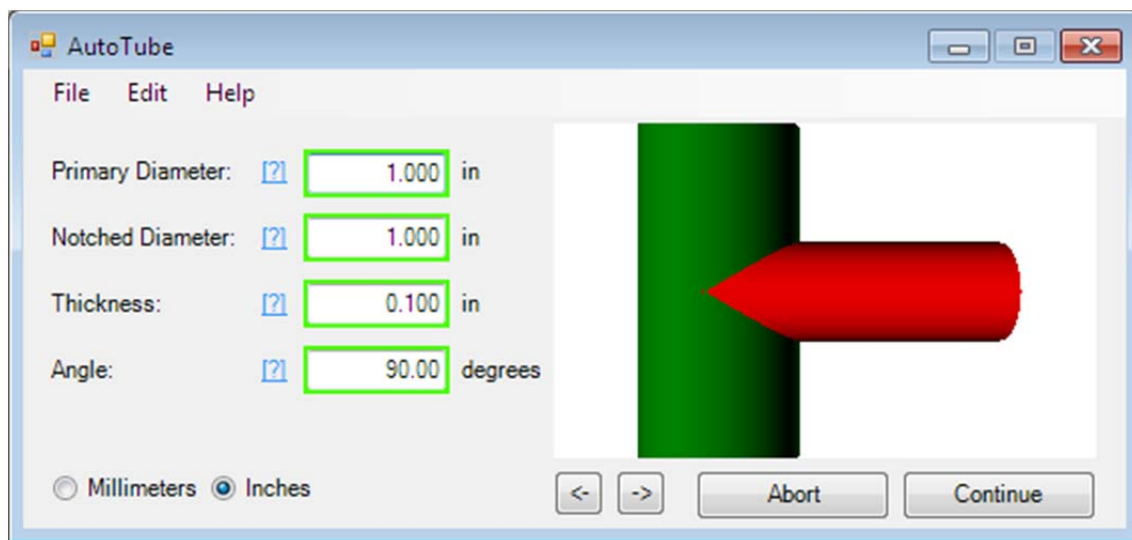 AutoTube
File Edit Help
Primary Diameter: [?] 1.000 in
Notched Diameter: [?] 1.000 in
Thickness: [?] 0.100 in
Angle: [?] 90.00 degrees
Millimeters Inches
<- -> Abort Continue